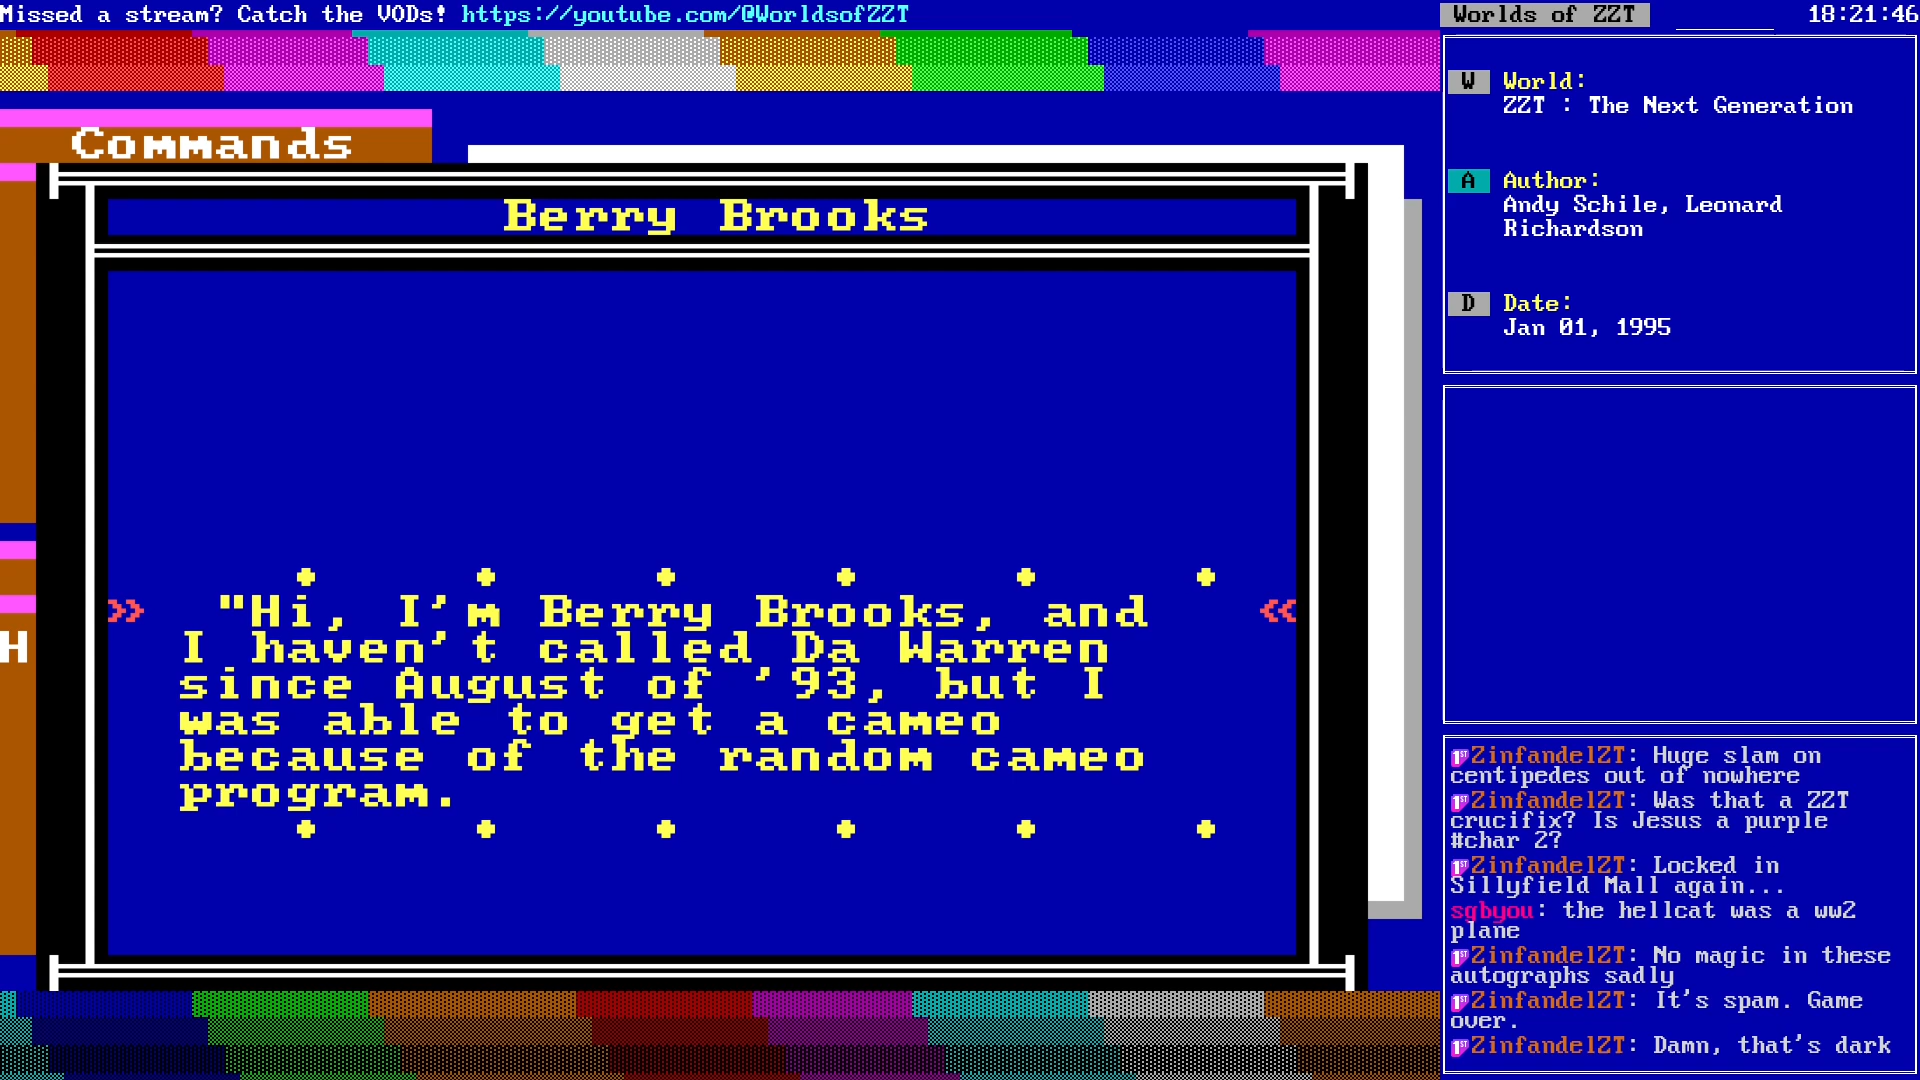 Missed a stream? Catch the VODs! https://youtube.com/@WorldsofZZT
Worlds of ZZT
18:21:46
Commands
Berry Brooks
"Hi, I'm Berry Brooks, and
I haven't called Da Warren
since August of '93, but I
was able to get a cameo
because of the random cameo
program.
H
W World:
ZZT : The Next Generation
A Author:
Andy Schile, Leonard
Richardson
D Date:
Jan 01, 1995
ZinfandelZT: Huge slam on
centipedes out of nowhere
ZinfandelZT: Was that a ZZT
crucifix? Is Jesus a purple
#char 2?
ZinfandelZT: Locked in
Sillyfield Mall again...
sgbyou: the hellcat was a ww2
plane
ZinfandelZT: No magic in these
autographs sadly
ZinfandelZT: It's spam. Game
over.
ZinfandelZT: Damn, that's dark